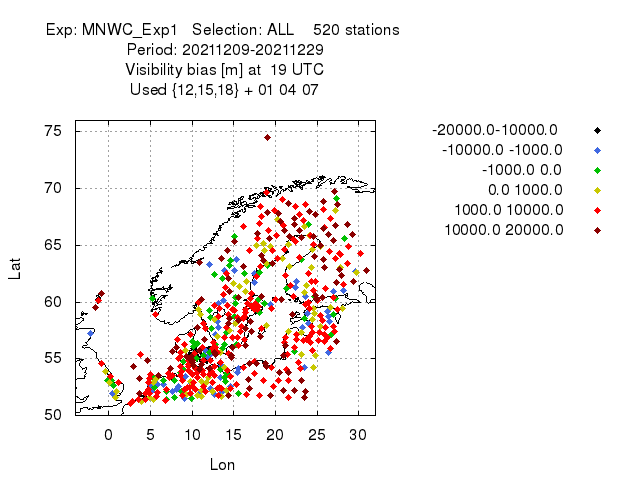 Exp: MNWC_Exp1 Selection: ALL 520 stations
Period: 20211209-20211229
Visibility bias [m] at 19 UTC
Used {12,15,18} + 01 04 07
-20000.0-10000.0
-10000.0 -1000.0
-1000.0 0.0
0.0 1000.0
1000.0 10000.0
10000.0 20000.0
75
70
65
60
55
50
Lat
0 5 10 15 20 25 30
Lon